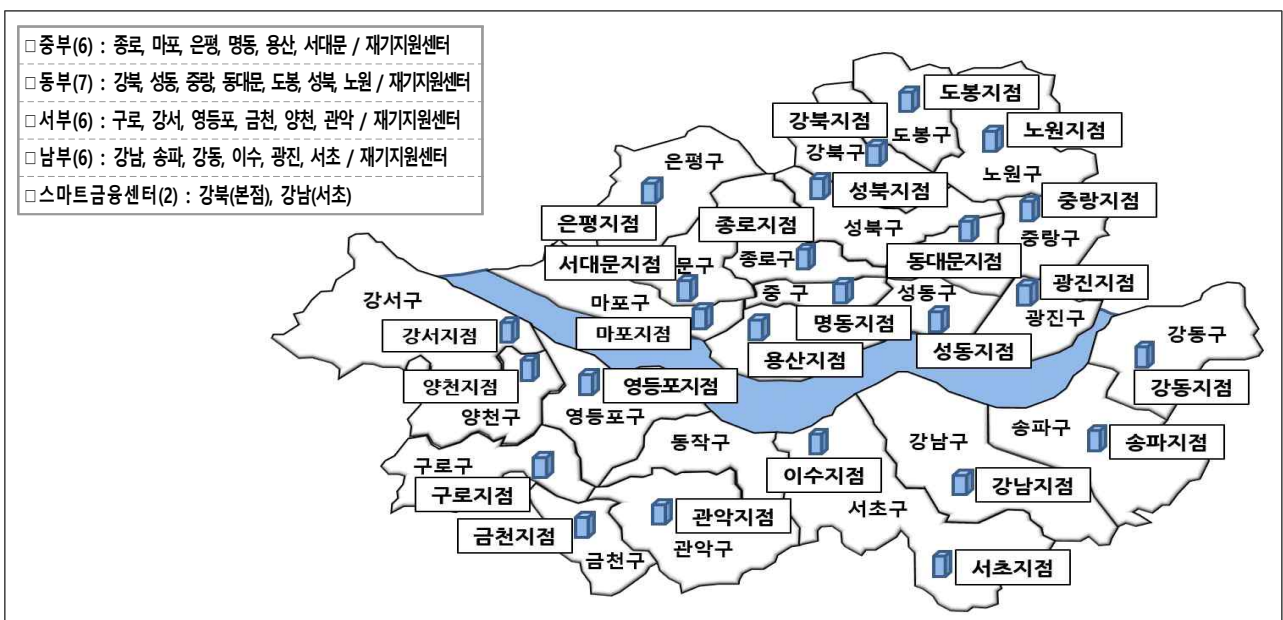 □중부(6) : 종로, 마포, 은평, 명동, 용산, 서대문 / 재기지원센터
□동부(7) : 강북, 성동, 중랑, 동대문, 도봉, 성북, 노원 / 재기지원센터
□서부(6) : 구로, 강서, 영등포, 금천, 양천, 관악 / 재기지원센터
□남부(6) : 강남, 송파, 강동, 이수, 광진, 서초 / 재기지원센터
□스마트금융센터(2) : 강북(본점), 강남(서초)
도봉지점
강북지점
도봉구
노원지점
강북구
은평구
노원구
성북지점
중랑지점
은평지점
종로지점
성북구
중랑구
서대문지점
문구
종로구
동대문지점
광진지점
강서구
마포구
중 구
성동구
광진구
강서지점
마포지점
명동지점
용산지점
성동지점
강동구
양천지점
영등포지점
강동지점
양천구
영등포구
동작구
강남구
송파구
송파지점
구로구
이수지점
구로지점
강남지점
서초구
금천지점
관악지점
금천구
관악구
서초지점